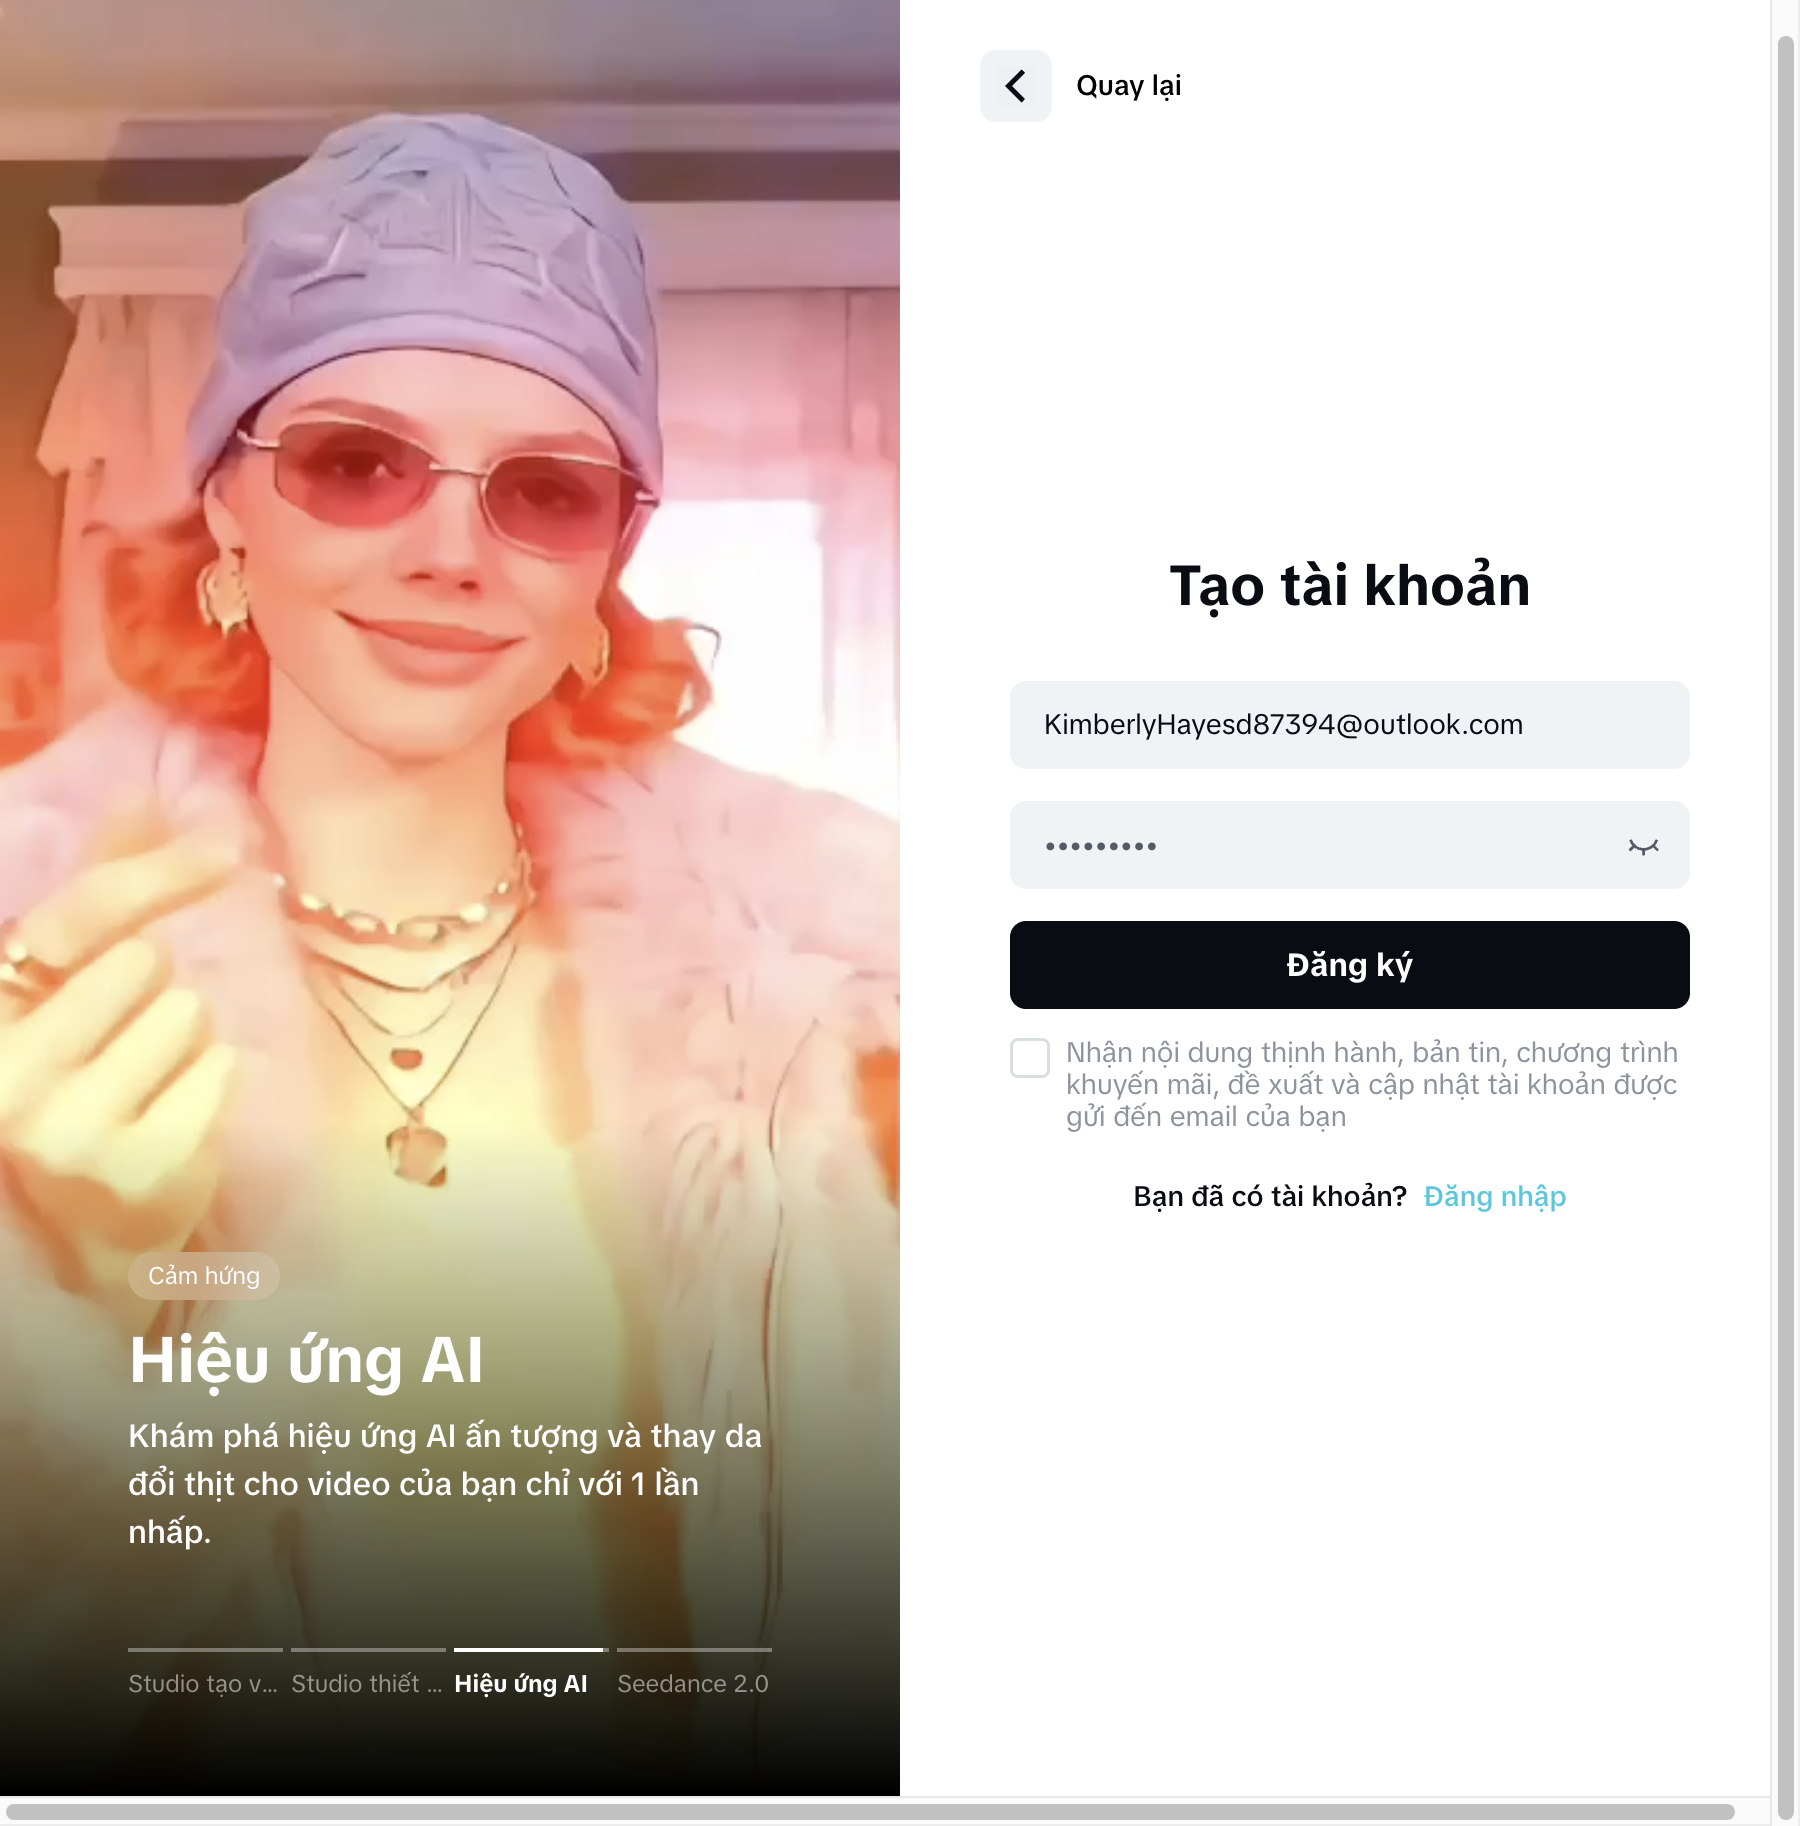 Quay lại
Tạo tài khoản
KimberlyHayesd87394@outlook.com
•••••••••
Đăng ký
Nhận nội dung thịnh hành, bản tin, chương trình
khuyến mãi, đề xuất và cập nhật tài khoản được
gửi đến email của bạn
Bạn đã có tài khoản? Đăng nhập
Cảm hứng
Hiệu ứng AI
Khám phá hiệu ứng AI ấn tượng và thay da
đổi thịt cho video của bạn chỉ với 1 lần
nhấp.
Studio tạo v... Studio thiết ... Hiệu ứng AI Seedance 2.0